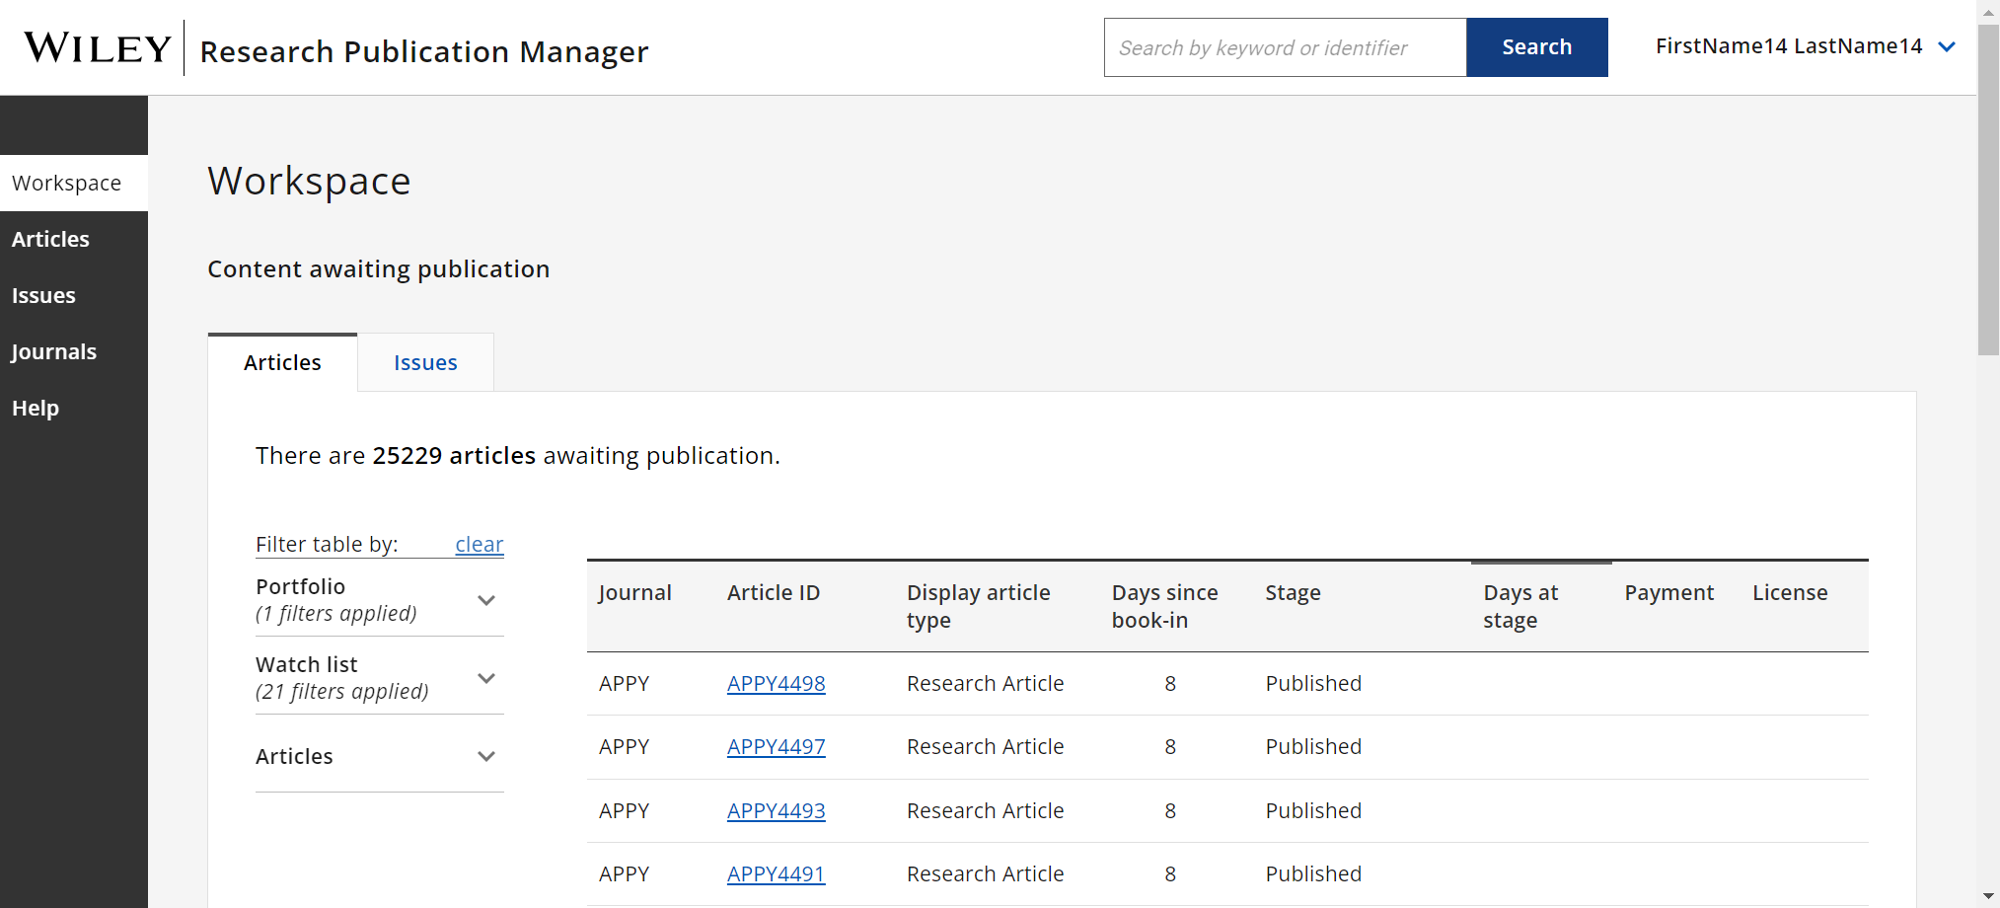 WILEY Research Publication Manager
Search by keyword or identifier
Search
FirstName14 LastName14
Workspace
Articles
Issues
Journals
Help
Workspace
Content awaiting publication
Articles Issues
There are 25229 articles awaiting publication.
Filter table by: clear
Portfolio
(1 filters applied)
Watch list
(21 filters applied)
Articles
Journal Article ID Display article type Days since book-in Stage Days at stage Payment License
APPY APPY4498 Research Article 8 Published
APPY APPY4497 Research Article 8 Published
APPY APPY4493 Research Article 8 Published
APPY APPY4491 Research Article 8 Published